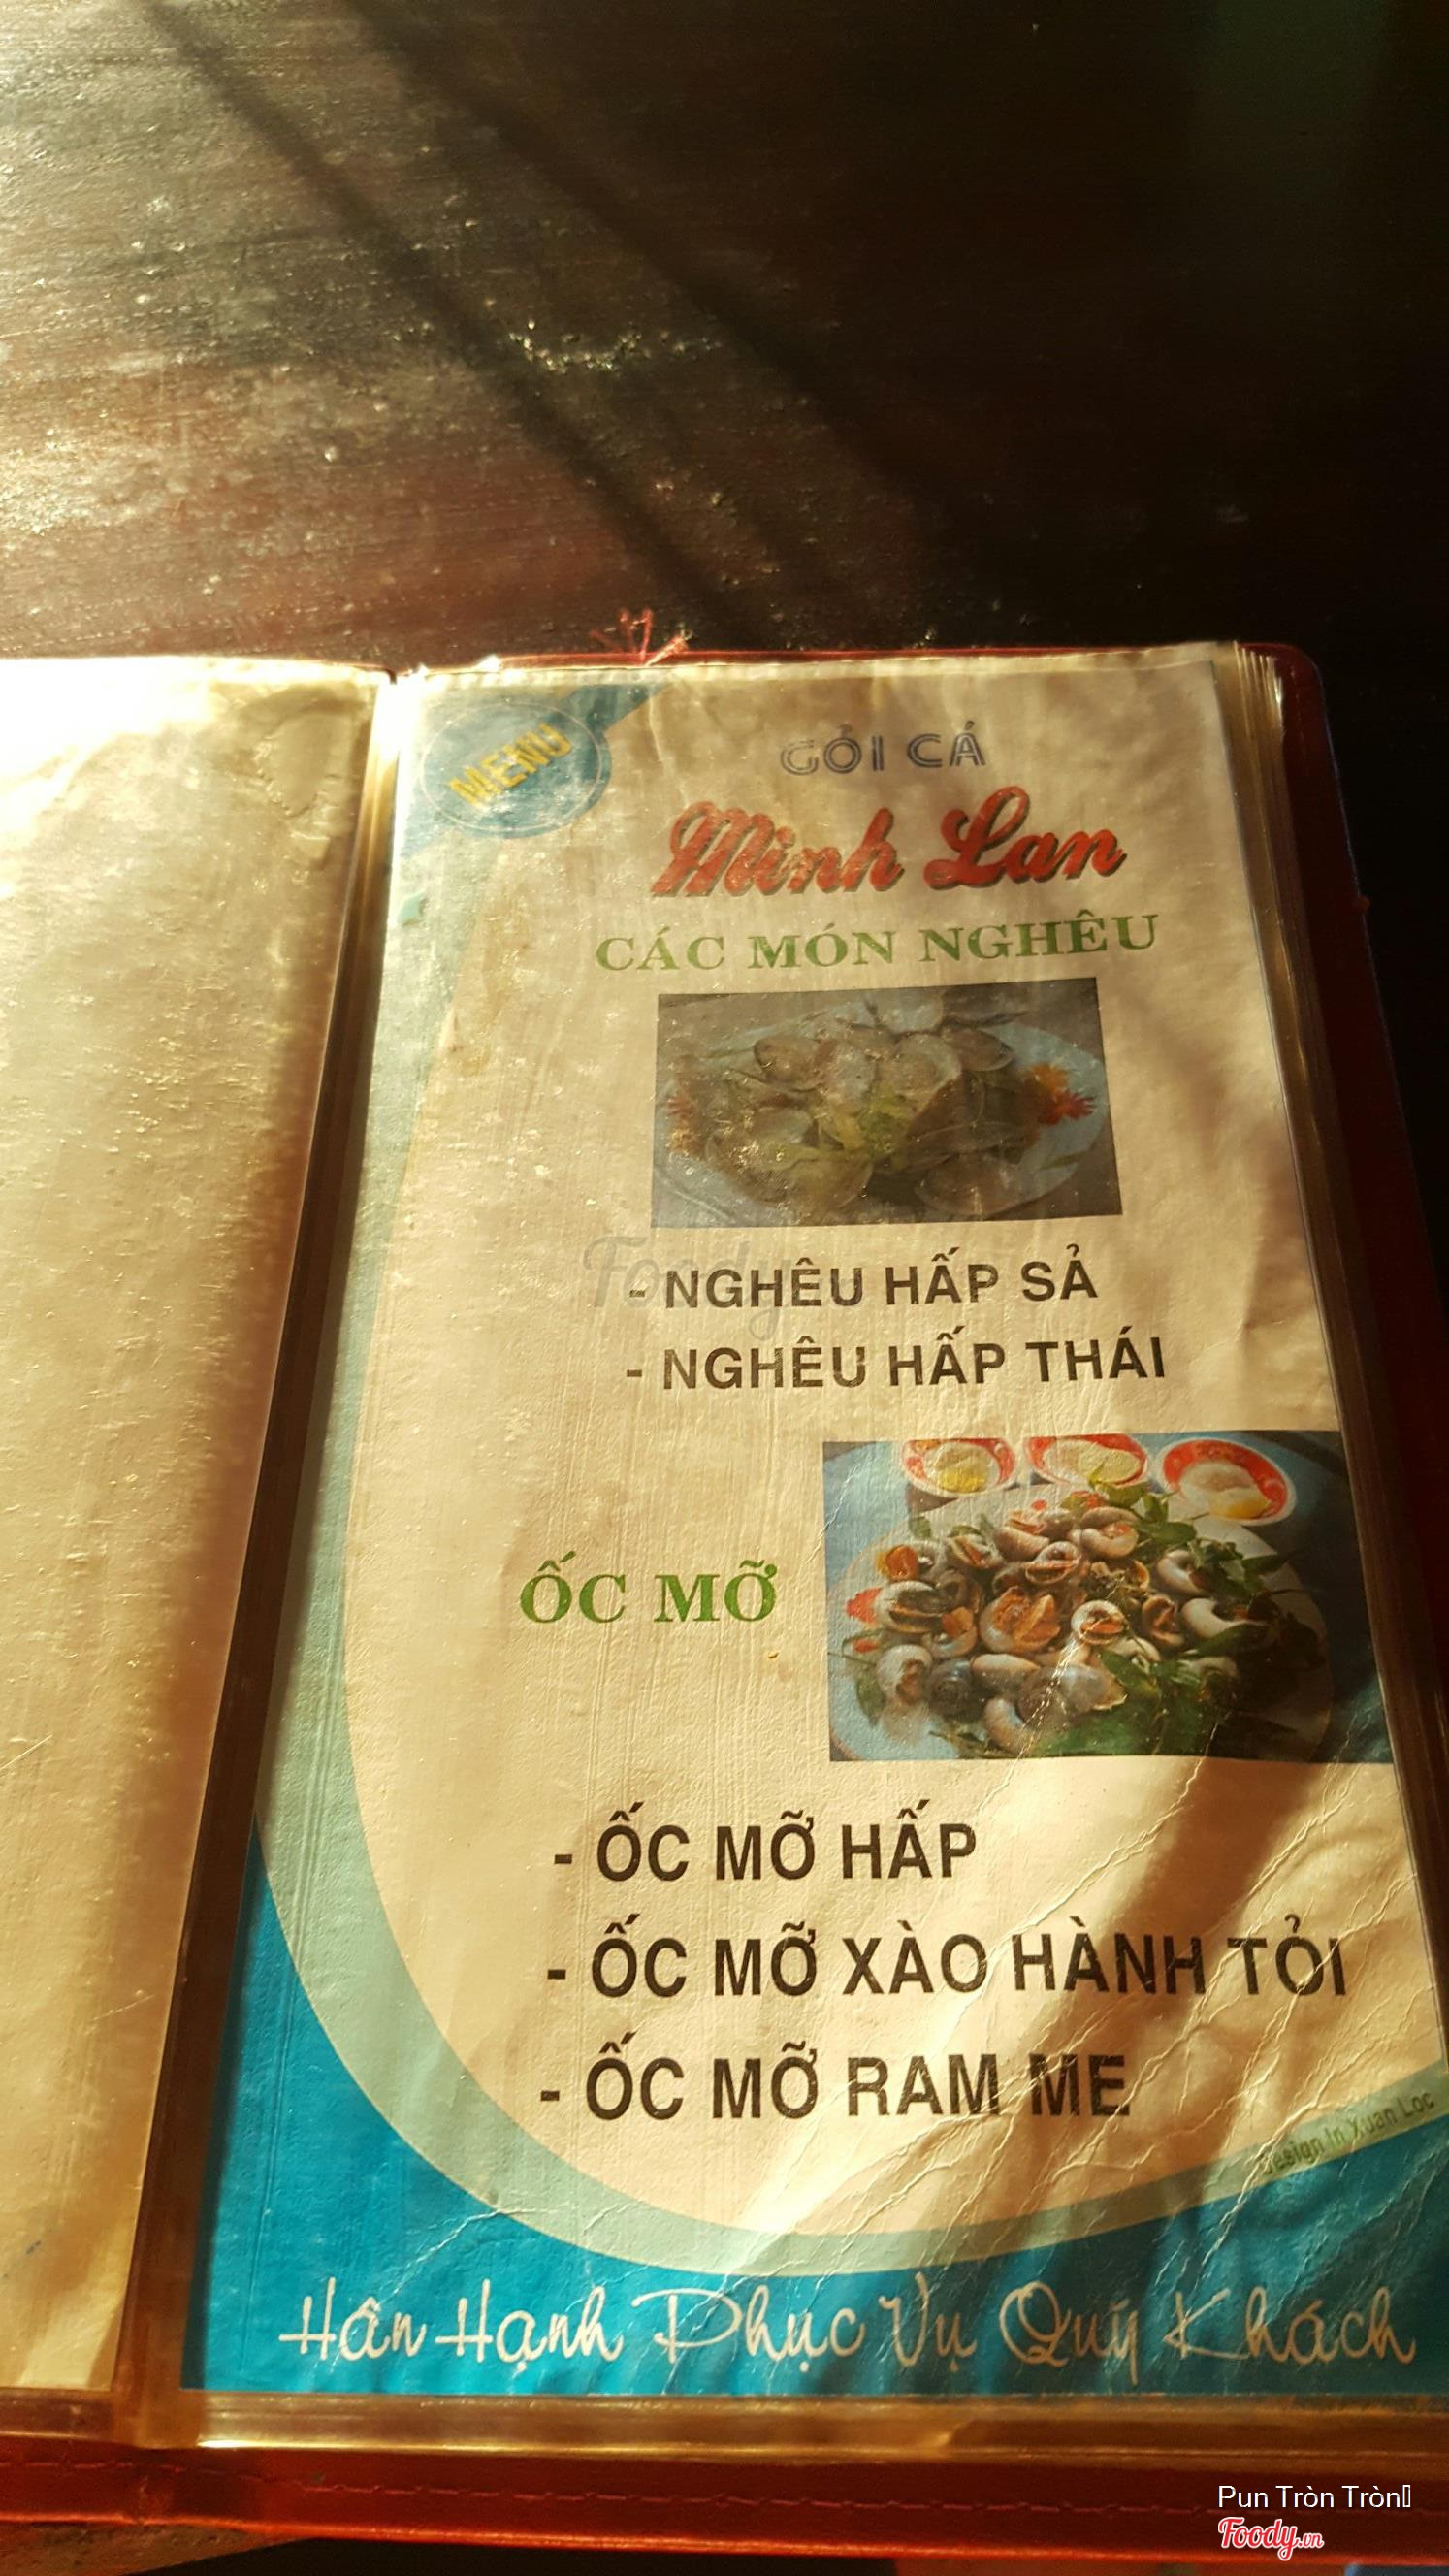 MENU
GỎI CÁ
Minh Lan
CÁC MÓN NGHÊU
Foody
- NGHÊU HẤP SẢ
- NGHÊU HẤP THÁI
ỐC MỠ
- ỐC MỠ HẤP
- ỐC MỠ XÀO HÀNH TỎI
- ỐC MỠ RAM ME
Design In Xuan Loc
Hân Hạnh Phục Vụ Quý Khách
Pun Tròn Tròn
Foody.vn